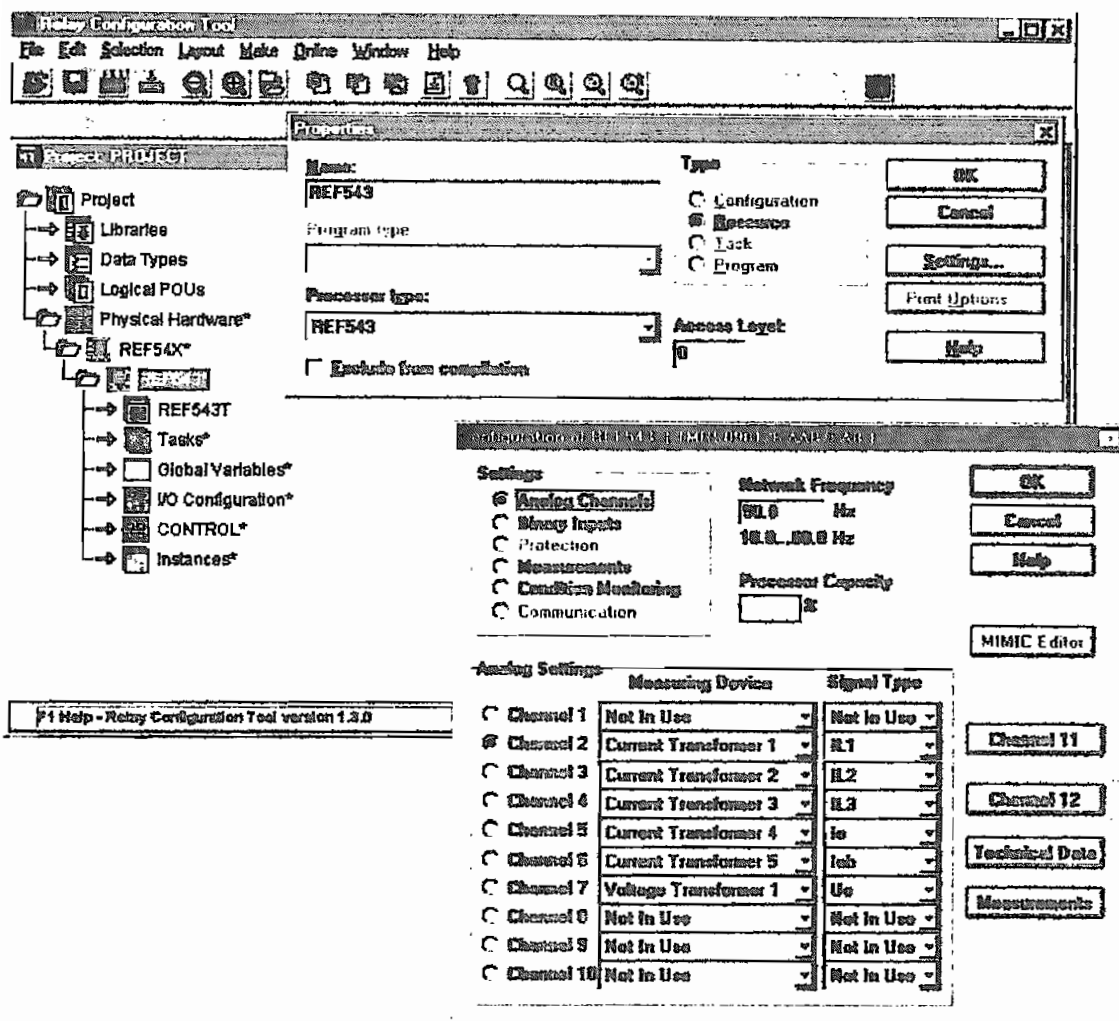 Relay Configuration Tool
File Edit Selection Layout Make Online Window Help
Project: PROJECT
Project
Libraries
Data Types
Logical POUs
Physical Hardware*
REF54X*
REF543T
Tasks*
Global Variables*
I/O Configuration*
CONTROL*
Instances*
F1 Help - Relay Configuration Tool version 1.3.0
Properties
Name:
REF543
Program type
Processor type:
REF543
Exclude from compilation
Type
Configuration
Resource
Task
Program
Access Level:
0
OK
Cancel
Settings...
Print Options
Help
Settings
Analog Channels
Binary Inputs
Protection
Measurements
Condition Monitoring
Communication
Network Frequency
Hz
Processor Capacity
%
OK
Cancel
Help
MIMIC Editor
Analog Settings
Measuring Device Signal Type
Channel 1 Not In Use Not In Use
Channel 2 Current Transformer 1 IL1
Channel 3 Current Transformer 2 IL2
Channel 4 Current Transformer 3 IL3
Channel 5 Current Transformer 4 Io
Channel 6 Current Transformer 5 Iob
Channel 7 Voltage Transformer 1 Uo
Channel 8 Not In Use Not In Use
Channel 9 Not In Use Not In Use
Channel 10 Not In Use Not In Use
Channel 11
Channel 12
Technical Data
Measurements